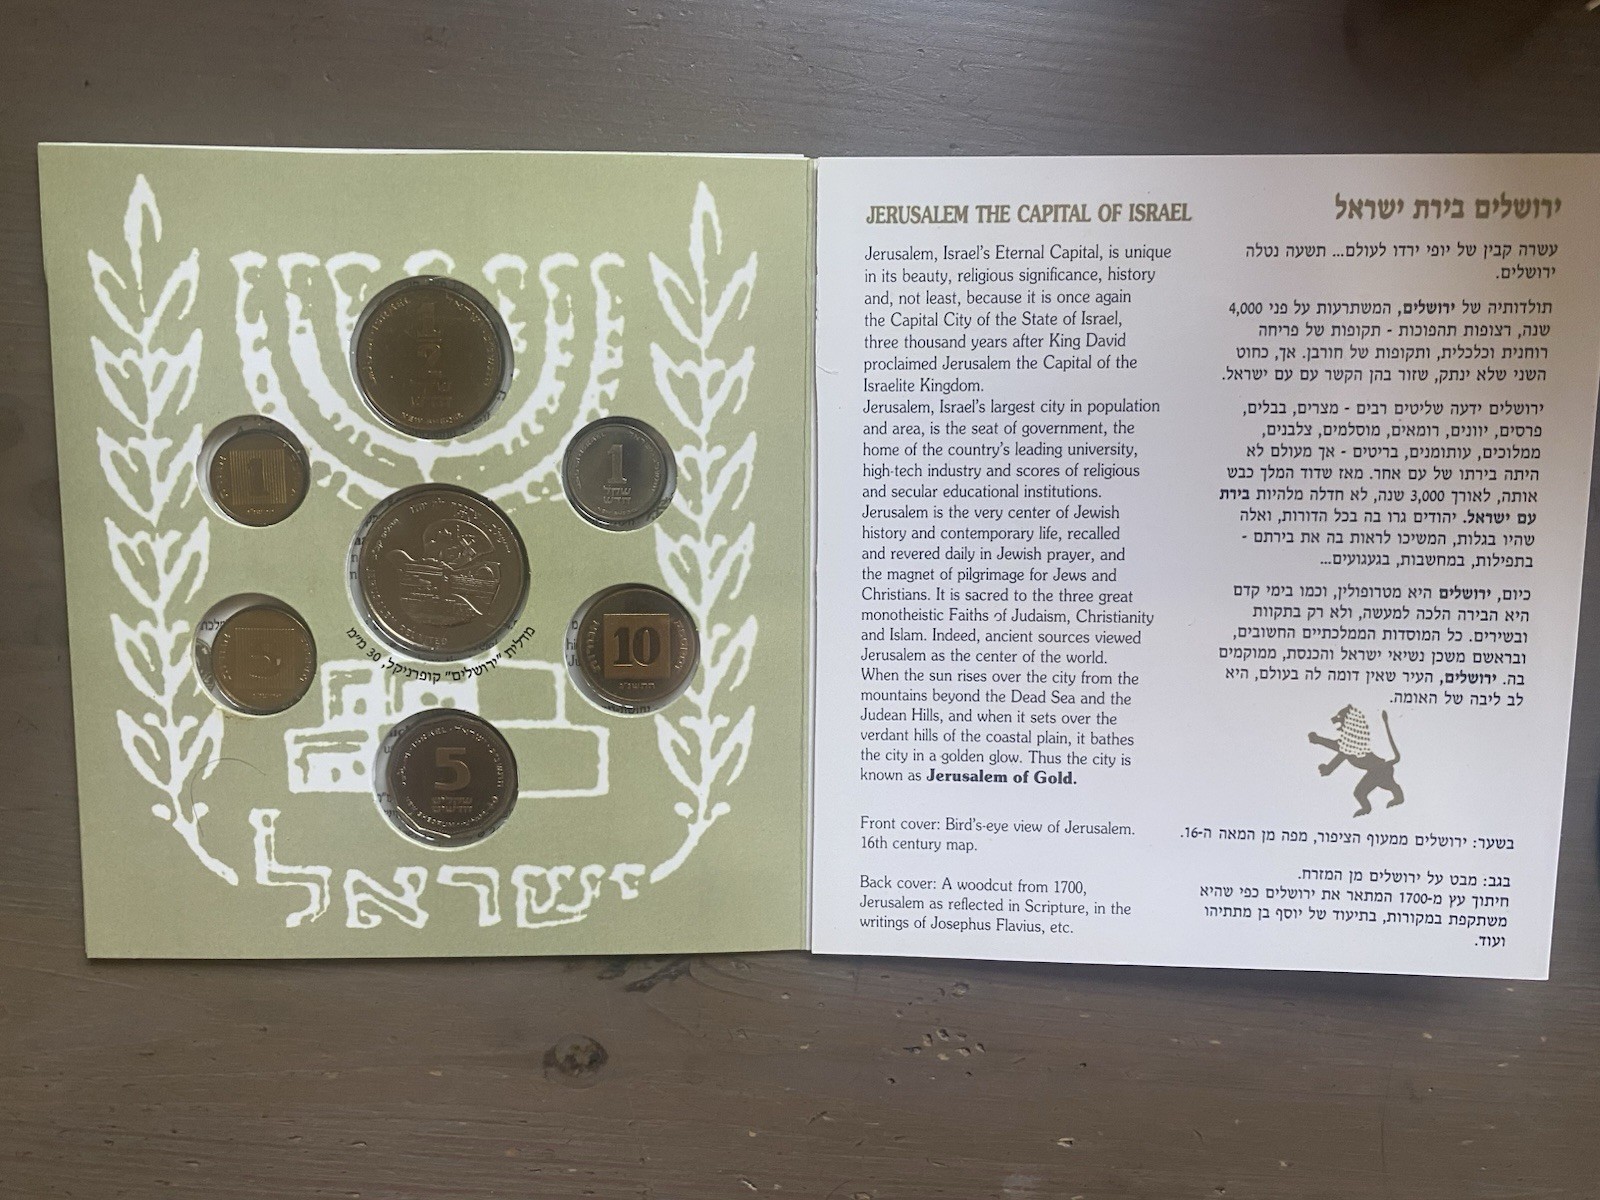 1
2
שקל
חדש
NEW SHEQEL
1
1
שקל
חדש
מדלית "ירושלים" קופרניקל, 30 מ"מ
5
10
5
שקלים
חדשים
ישראל
JERUSALEM THE CAPITAL OF ISRAEL
Jerusalem, Israel's Eternal Capital, is unique
in its beauty, religious significance, history
and, not least, because it is once again
the Capital City of the State of Israel,
three thousand years after King David
proclaimed Jerusalem the Capital of the
Israelite Kingdom.
Jerusalem, Israel's largest city in population
and area, is the seat of government, the
home of the country's leading university,
high-tech industry and scores of religious
and secular educational institutions.
Jerusalem is the very center of Jewish
history and contemporary life, recalled
and revered daily in Jewish prayer, and
the magnet of pilgrimage for Jews and
Christians. It is sacred to the three great
monotheistic Faiths of Judaism, Christianity
and Islam. Indeed, ancient sources viewed
Jerusalem as the center of the world.
When the sun rises over the city from the
mountains beyond the Dead Sea and the
Judean Hills, and when it sets over the
verdant hills of the coastal plain, it bathes
the city in a golden glow. Thus the city is
known as Jerusalem of Gold.
Front cover: Bird's-eye view of Jerusalem.
16th century map.
Back cover: A woodcut from 1700,
Jerusalem as reflected in Scripture, in the
writings of Josephus Flavius, etc.
ירושלים בירת ישראל
עשרה קבין של יופי ירדו לעולם... תשעה נטלה
ירושלים.
תולדותיה של ירושלים, המשתרעות על פני 4,000
שנה, רצופות תהפוכות - תקופות של פריחה
רוחנית וכלכלית, ותקופות של חורבן. אך, כחוט
השני שלא ינתק, שזור בהן הקשר עם עם ישראל.
ירושלים ידעה שליטים רבים - מצרים, בבלים,
פרסים, יוונים, רומאים, מוסלמים, צלבנים,
ממלוכים, עותומנים, בריטים - אך מעולם לא
היתה בירתו של עם אחר. מאז שדוד המלך כבש
אותה, לאורך 3,000 שנה, לא חדלה מלהיות בירת
עם ישראל. יהודים גרו בה בכל הדורות, ואלה
שהיו בגלות, המשיכו לראות בה את בירתם -
בתפילות, במחשבות, בגעגועים...
כיום, ירושלים היא מטרופולין, וכמו בימי קדם
היא הבירה הלכה למעשה, ולא רק בתקוות
ובשירים. כל המוסדות הממלכתיים החשובים,
ובראשם משכן נשיאי ישראל והכנסת, ממוקמים
בה. ירושלים, העיר שאין דומה לה בעולם, היא
לב ליבה של האומה.
בשער: ירושלים ממעוף הציפור, מפה מן המאה ה-16.
בגב: מבט על ירושלים מן המזרח.
חיתוך עץ מ-1700 המתאר את ירושלים כפי שהיא
משתקפת במקורות, בתיעוד של יוסף בן מתתיהו
ועוד.